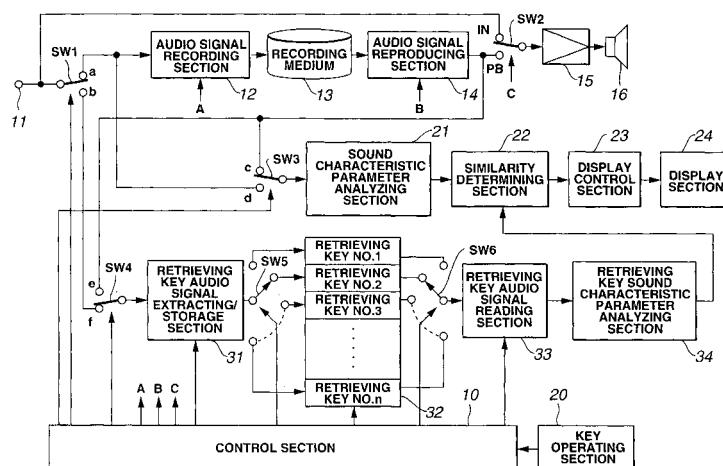 IN
SW2
SW1
a
b
11
AUDIO SIGNAL
RECORDING
SECTION
12
A
RECORDING
MEDIUM
13
AUDIO SIGNAL
REPRODUCING
SECTION
14
B
PB
C
15
16
c
d
SW3
21
SOUND
CHARACTERISTIC
PARAMETER
ANALYZING
SECTION
22
SIMILARITY
DETERMINING
SECTION
23
DISPLAY
CONTROL
SECTION
24
DISPLAY
SECTION
e
f
SW4
RETRIEVING
KEY AUDIO
SIGNAL
EXTRACTING/
STORAGE
SECTION
31
SW5
RETRIEVING
KEY NO.1
RETRIEVING
KEY NO.2
RETRIEVING
KEY NO.3
RETRIEVING
KEY NO.n
32
SW6
RETRIEVING
KEY AUDIO
SIGNAL
READING
SECTION
33
RETRIEVING
KEY SOUND
CHARACTERISTIC
PARAMETER
ANALYZING
SECTION
34
A B C
10
CONTROL SECTION
20
KEY
OPERATING
SECTION